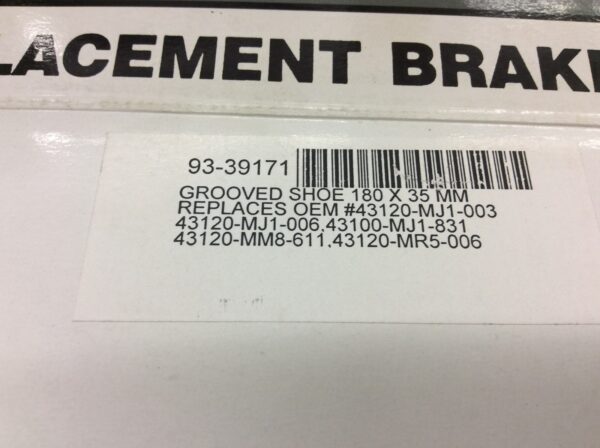 LACEMENT BRAK
93-39171
GROOVED SHOE 180 X 35 MM
REPLACES OEM #43120-MJ1-003
43120-MJ1-006,43100-MJ1-831
43120-MM8-611,43120-MR5-006